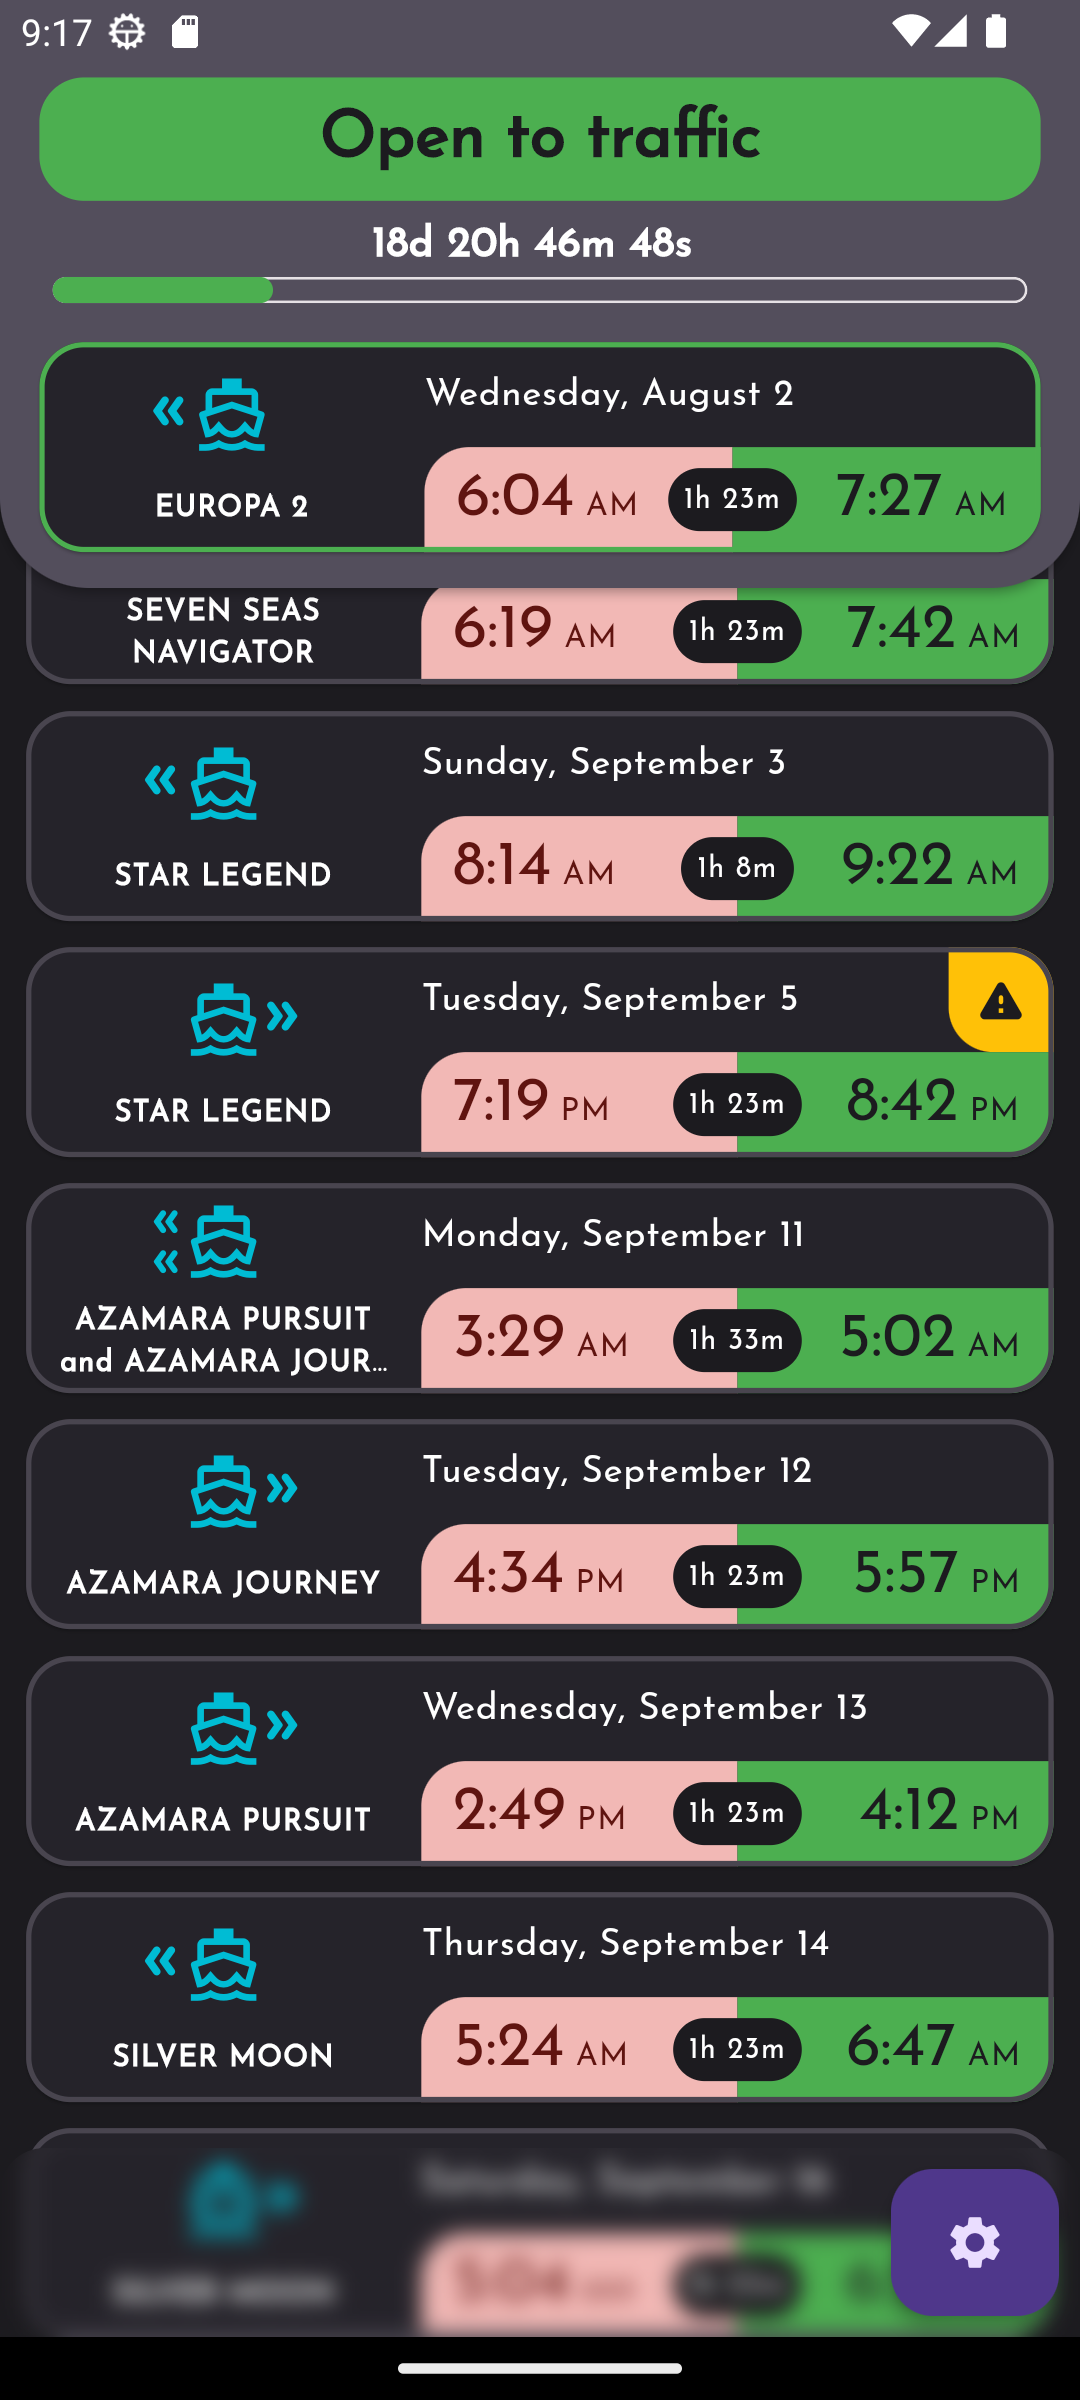 9:17
Open to traffic
18d 20h 46m 48s
Wednesday, August 2
EUROPA 2
6:04 AM 1h 23m 7:27 AM
SEVEN SEAS
NAVIGATOR
6:19 AM 1h 23m 7:42 AM
Sunday, September 3
STAR LEGEND
8:14 AM 1h 8m 9:22 AM
Tuesday, September 5
STAR LEGEND
7:19 PM 1h 23m 8:42 PM
Monday, September 11
AZAMARA PURSUIT
and AZAMARA JOUR...
3:29 AM 1h 33m 5:02 AM
Tuesday, September 12
AZAMARA JOURNEY
4:34 PM 1h 23m 5:57 PM
Wednesday, September 13
AZAMARA PURSUIT
2:49 PM 1h 23m 4:12 PM
Thursday, September 14
SILVER MOON
5:24 AM 1h 23m 6:47 AM
Saturday, September
SILVER MOON
5:04